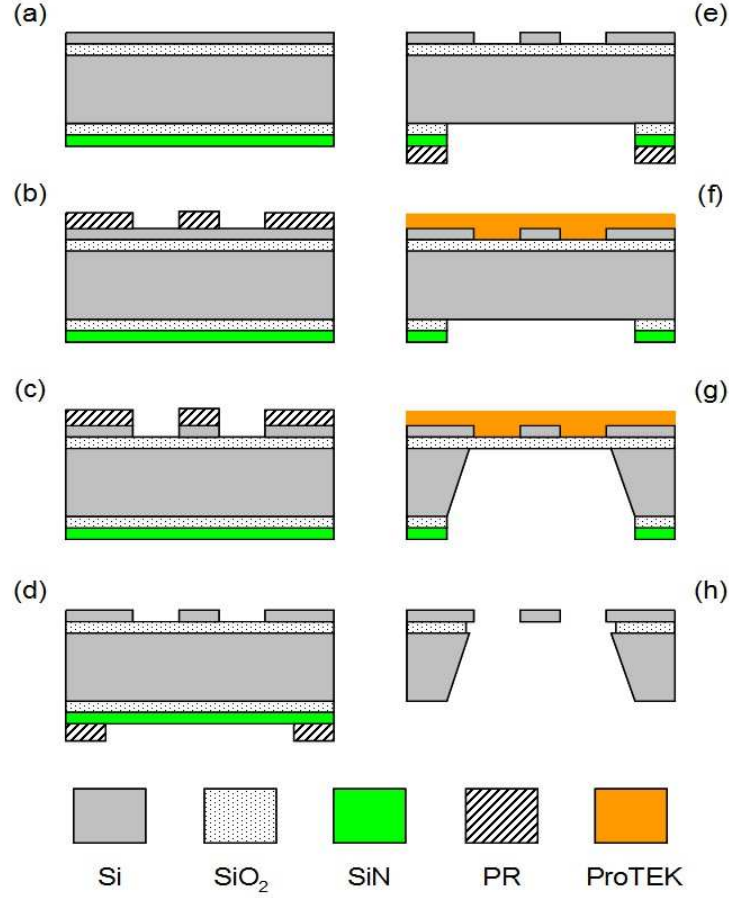 (a)
(e)
(b)
(f)
(c)
(g)
(d)
(h)
Si
SiO2
SiN
PR
ProTEK